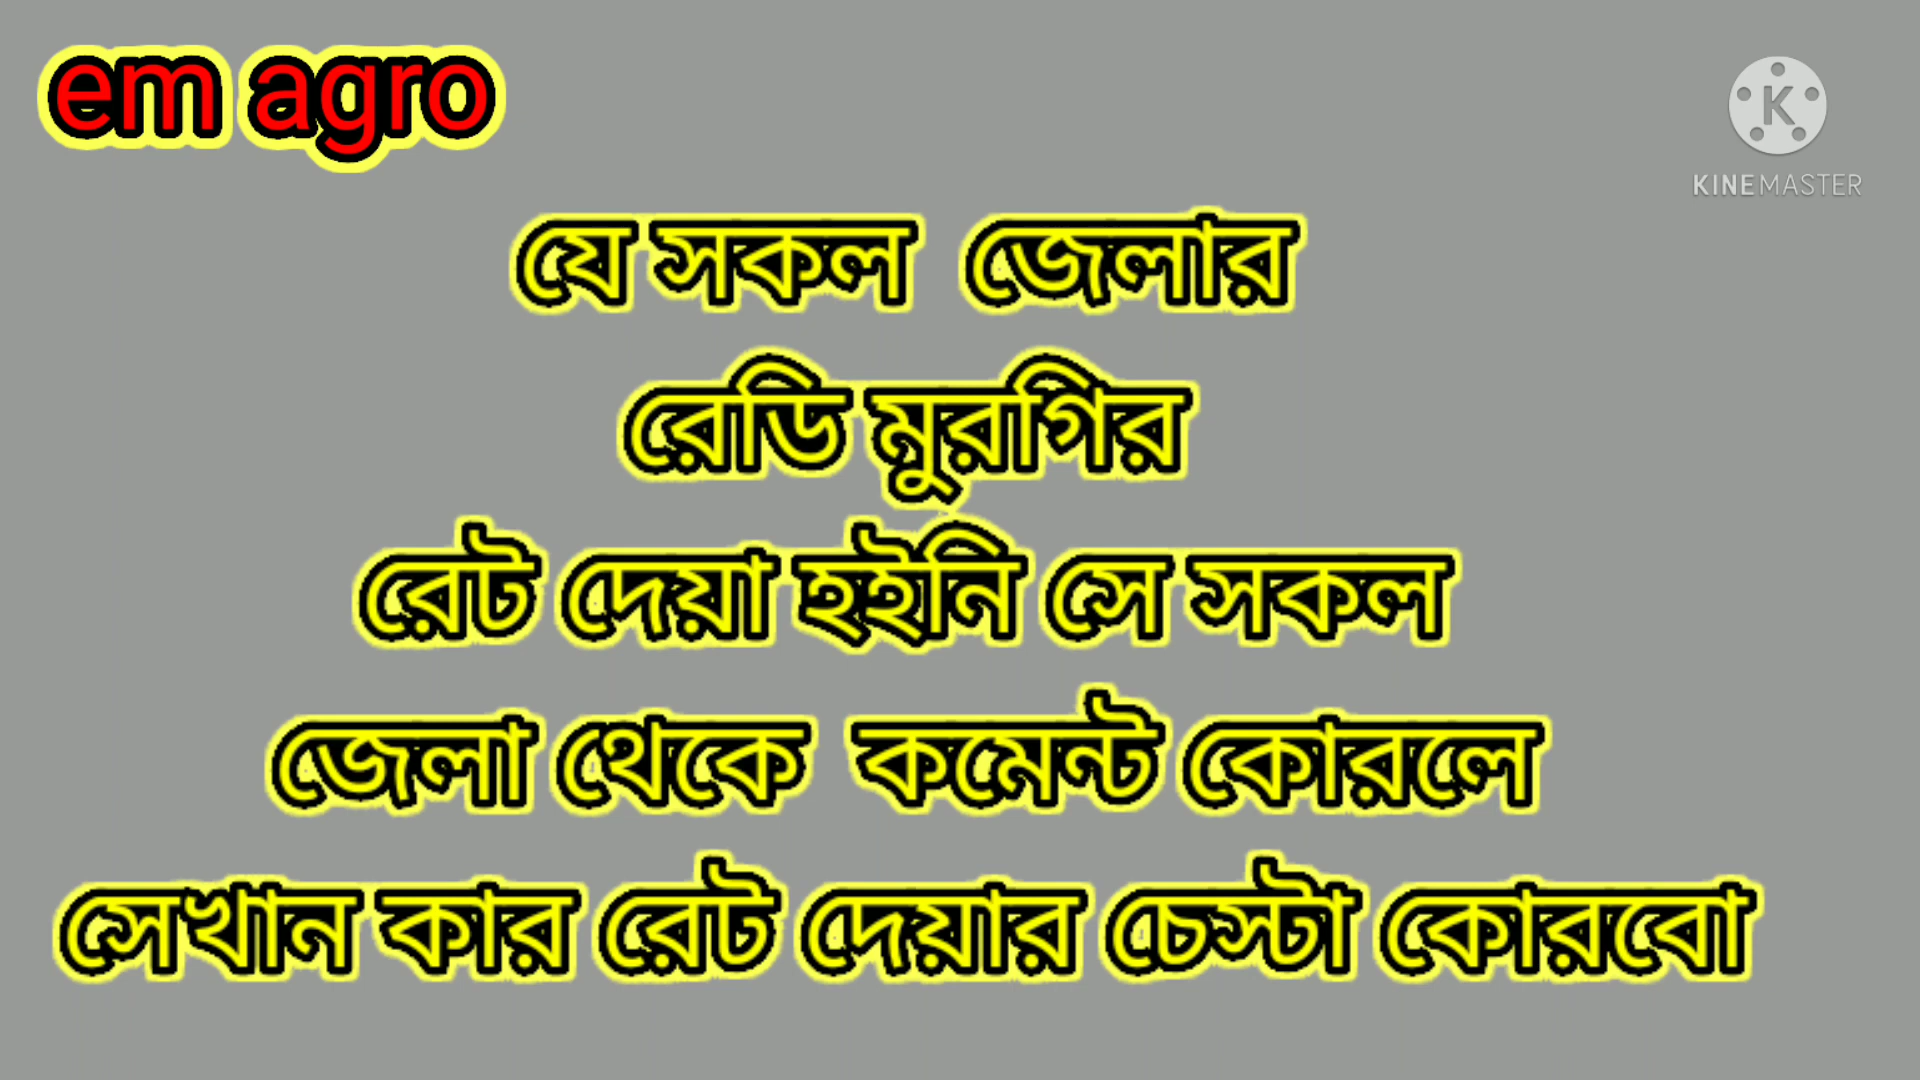 em agro
KINEMASTER
যে সকল জেলার
রেডি মুরগির
রেট দেয়া হইনি সে সকল
জেলা থেকে কমেন্ট কোরলে
সেখান কার রেট দেয়ার চেস্টা কোরবো